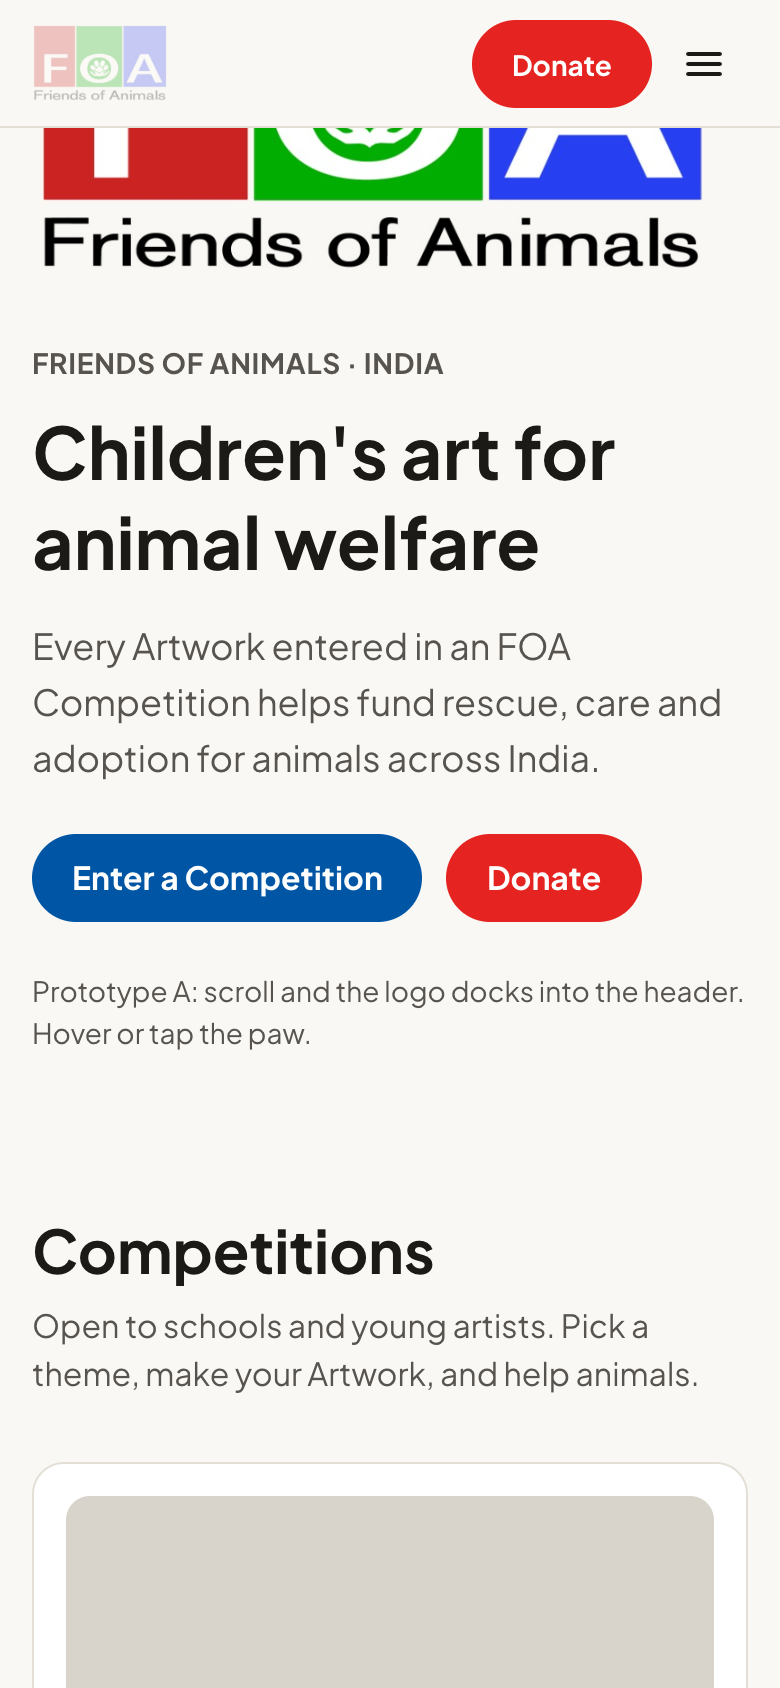 FOA
Friends of Animals
Donate
FOA
Friends of Animals
FRIENDS OF ANIMALS · INDIA
Children's art for
animal welfare
Every Artwork entered in an FOA
Competition helps fund rescue, care and
adoption for animals across India.
Enter a Competition
Donate
Prototype A: scroll and the logo docks into the header.
Hover or tap the paw.
Competitions
Open to schools and young artists. Pick a
theme, make your Artwork, and help animals.